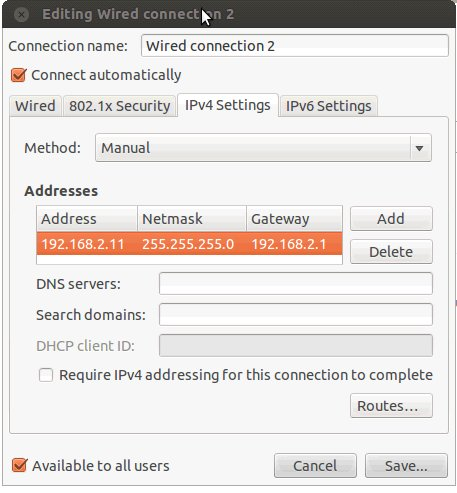 Editing Wired connection 2
Connection name: Wired connection 2
Connect automatically
Wired 802.1x Security IPv4 Settings IPv6 Settings
Method: Manual
Addresses
Address Netmask Gateway Add
192.168.2.11 255.255.255.0 192.168.2.1 Delete
DNS servers:
Search domains:
DHCP client ID:
Require IPv4 addressing for this connection to complete
Routes...
Available to all users Cancel Save...